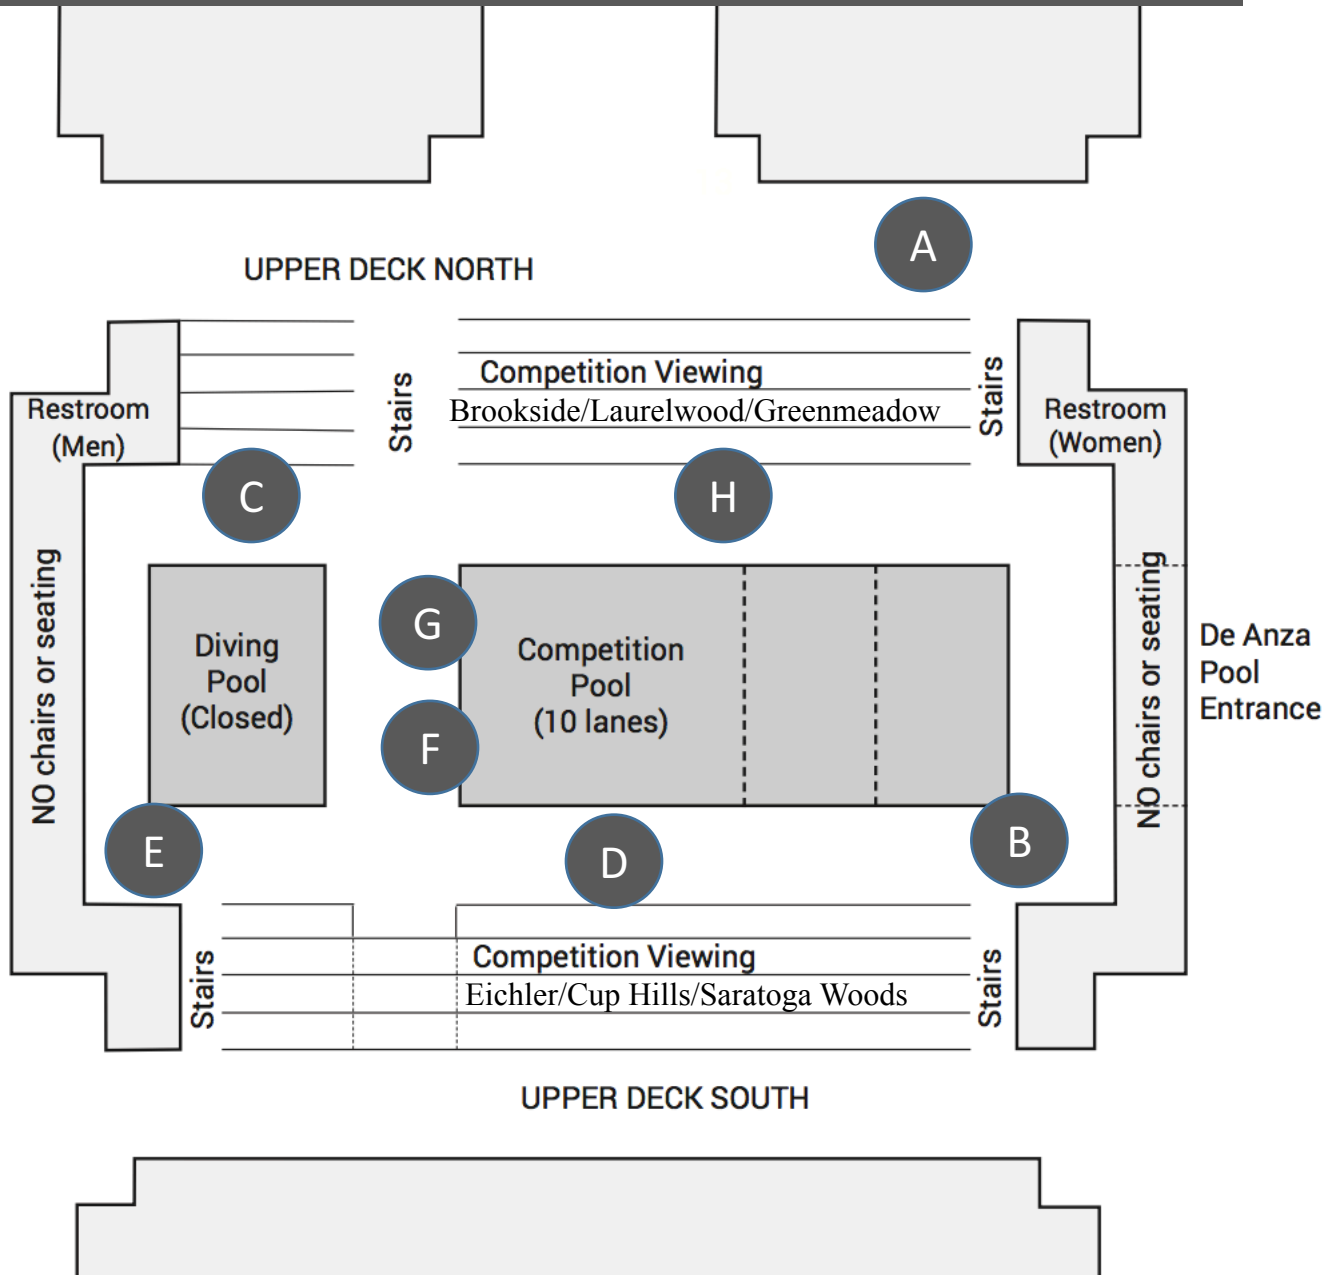 A
UPPER DECK NORTH
Stairs
Competition Viewing
Brookside/Laurelwood/Greenmeadow
Stairs
Restroom
(Men)
Restroom
(Women)
C
H
NO chairs or seating
Diving
Pool
(Closed)
G
F
Competition
Pool
(10 lanes)
NO chairs or seating
De Anza
Pool
Entrance
E
D
B
Stairs
Competition Viewing
Eichler/Cup Hills/Saratoga Woods
Stairs
UPPER DECK SOUTH